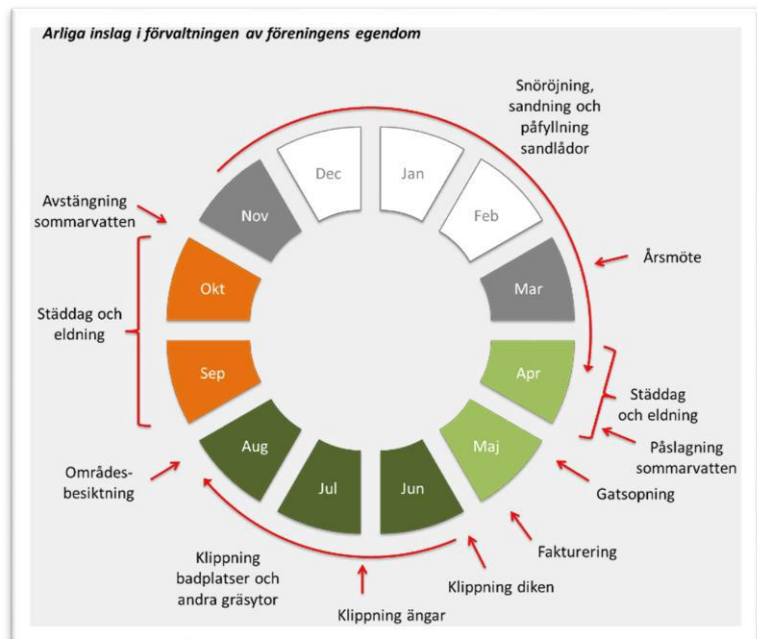 Arliga inslag i förvaltningen av föreningens egendom
Snöröjning,
sandning och
påfyllning
sandlådor
Dec
Jan
Feb
Nov
Mar
Okt
Apr
Sep
Maj
Aug
Jul
Jun
Avstängning
sommarvatten
Årsmöte
Städdag och
eldning
Städdag
och eldning
Påslagning
sommarvatten
Områdes-
besiktning
Gatsopning
Fakturering
Klippning
badplatser och
andra gräsytor
Klippning diken
Klippning ängar